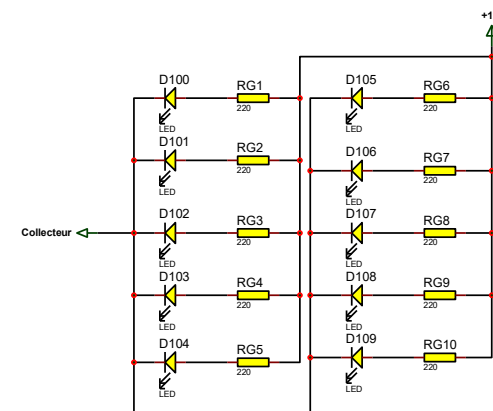 +1
D100 RG1
220
LED
D101 RG2
220
LED
Collecteur
D102 RG3
220
LED
D103 RG4
220
LED
D104 RG5
220
LED
D105 RG6
220
LED
D106 RG7
220
LED
D107 RG8
220
LED
D108 RG9
220
LED
D109 RG10
220
LED